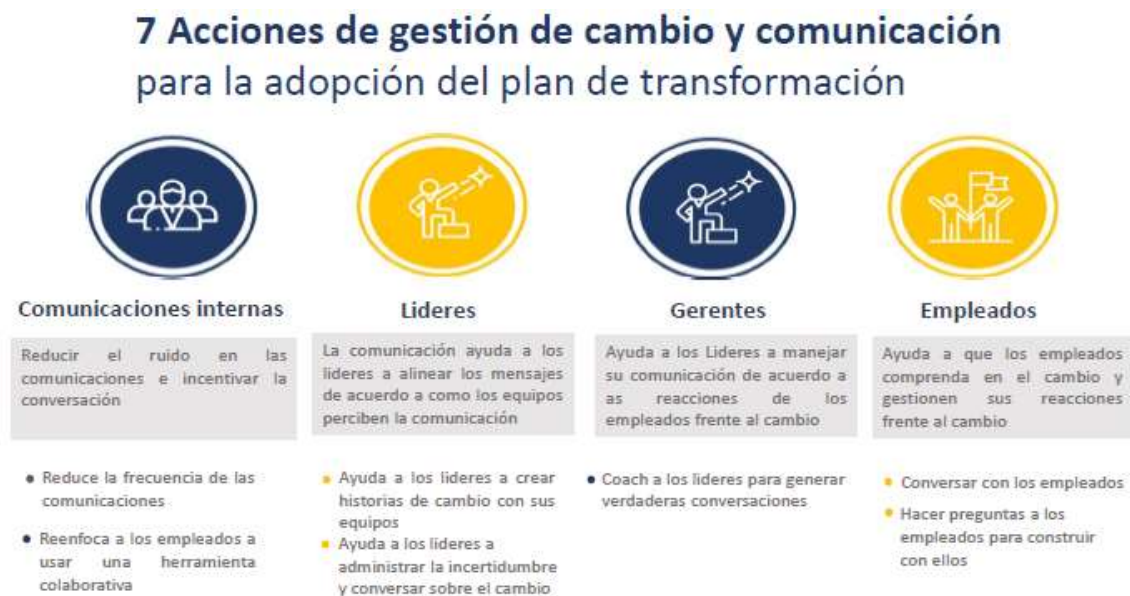 7 Acciones de gestión de cambio y comunicación
para la adopción del plan de transformación
Comunicaciones internas
Reducir el ruido en las
comunicaciones e incentivar la
conversación
• Reduce la frecuencia de las
comunicaciones
• Reenfoca a los empleados a
usar una herramienta
colaborativa
Lideres
La comunicación ayuda a los
lideres a alinear los mensajes
de acuerdo a como los equipos
perciben la comunicación
• Ayuda a los lideres a crear
historias de cambio con sus
equipos
• Ayuda a los lideres a
administrar la incertidumbre
y conversar sobre el cambio
Gerentes
Ayuda a los Lideres a manejar
su comunicación de acuerdo a
as reacciones de los
empleados frente al cambio
• Coach a los lideres para generar
verdaderas conversaciones
Empleados
Ayuda a que los empleados
comprenda en el cambio y
gestionen sus reacciones
frente al cambio
• Conversar con los empleados
• Hacer preguntas a los
empleados para construir
con ellos